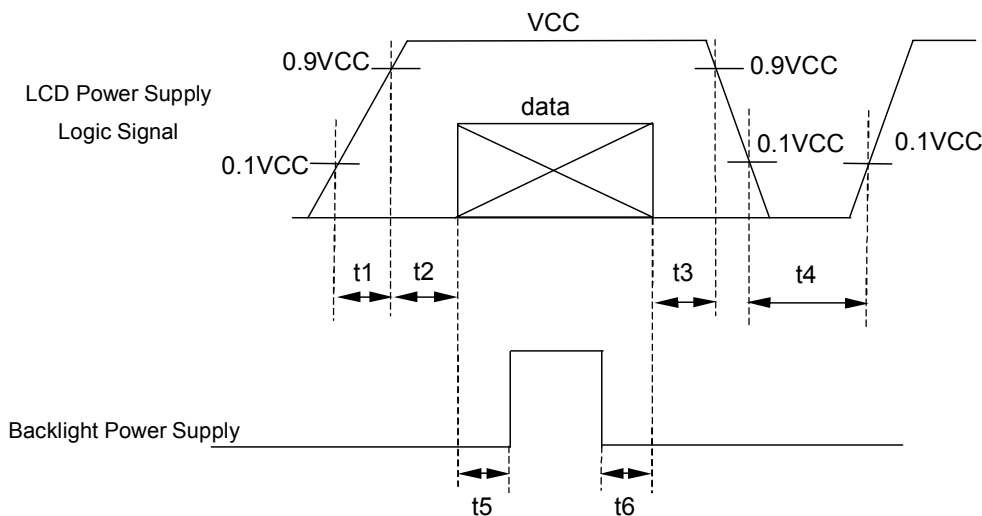 VCC
0.9VCC
0.9VCC
LCD Power Supply
Logic Signal
data
0.1VCC
0.1VCC
0.1VCC
t1
t2
t3
t4
Backlight Power Supply
t5
t6